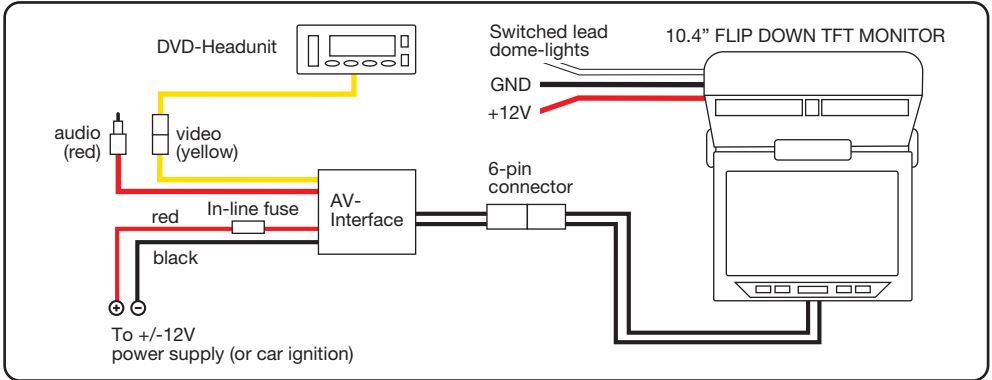 DVD-Headunit
Switched lead
dome-lights
GND
+12V
10.4” FLIP DOWN TFT MONITOR
audio
(red)
video
(yellow)
6-pin
connector
AV-
Interface
In-line fuse
red
black
+
−
To +/-12V
power supply (or car ignition)